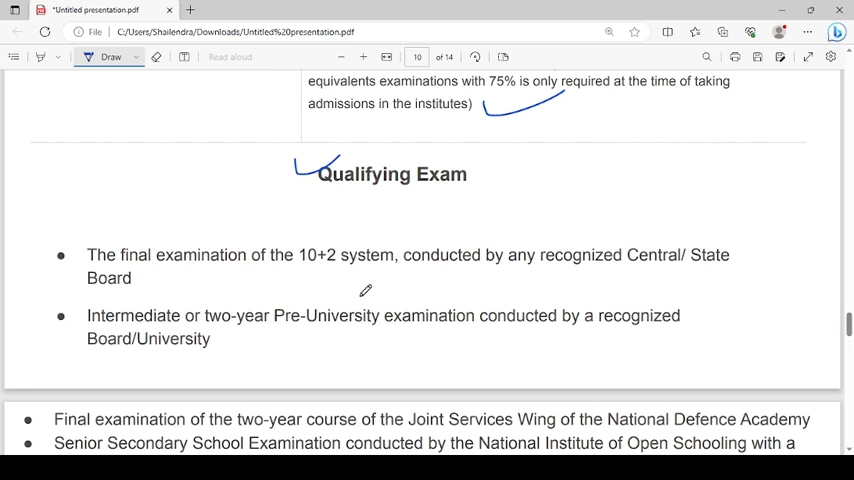 *Untitled presentation.pdf
File
C:/Users/Shailendra/Downloads/Untitled%20presentation.pdf
Draw
Read aloud
10
of 14
equivalents examinations with 75% is only required at the time of taking
admissions in the institutes)
Qualifying Exam
● The final examination of the 10+2 system, conducted by any recognized Central/ State
Board
● Intermediate or two-year Pre-University examination conducted by a recognized
Board/University
● Final examination of the two-year course of the Joint Services Wing of the National Defence Academy
● Senior Secondary School Examination conducted by the National Institute of Open Schooling with a